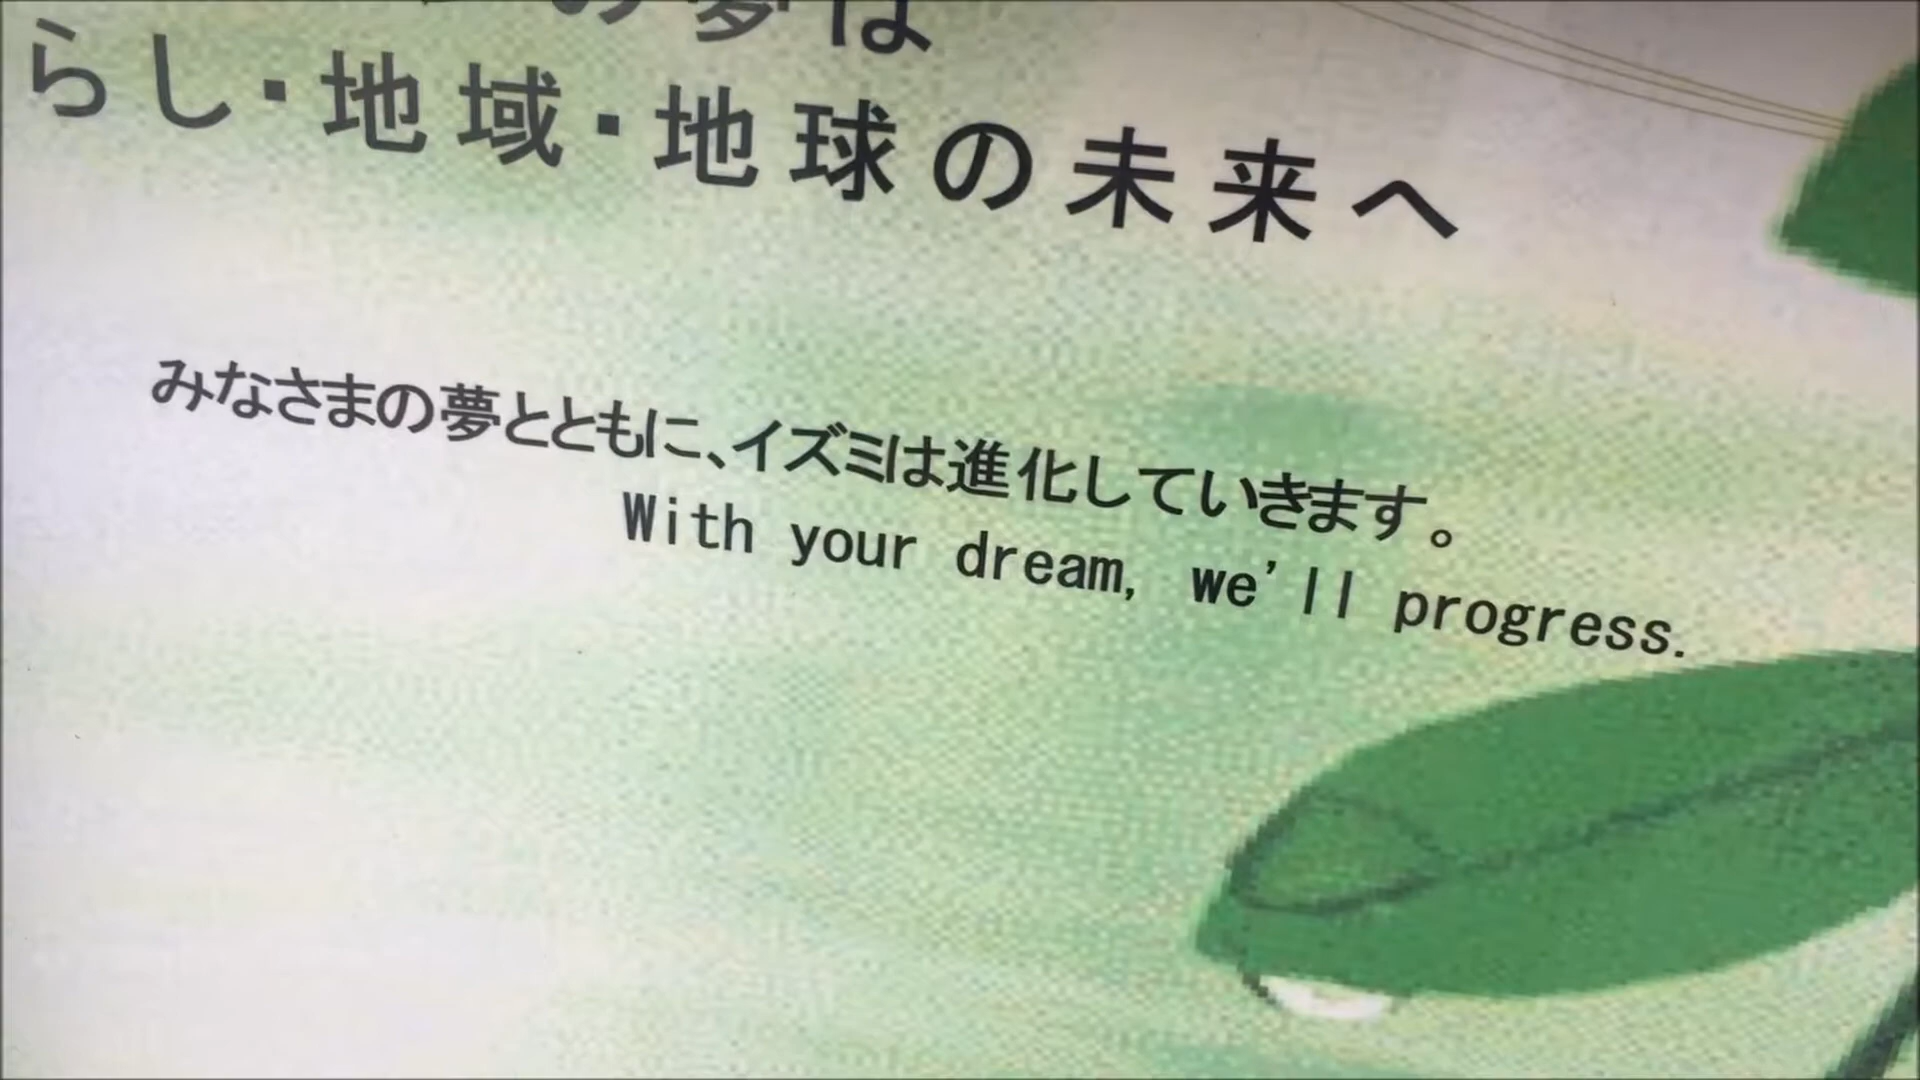 夢は
らし・地域・地球の未来へ
みなさまの夢とともに、イズミは進化していきます。
With your dream, we'll progress.